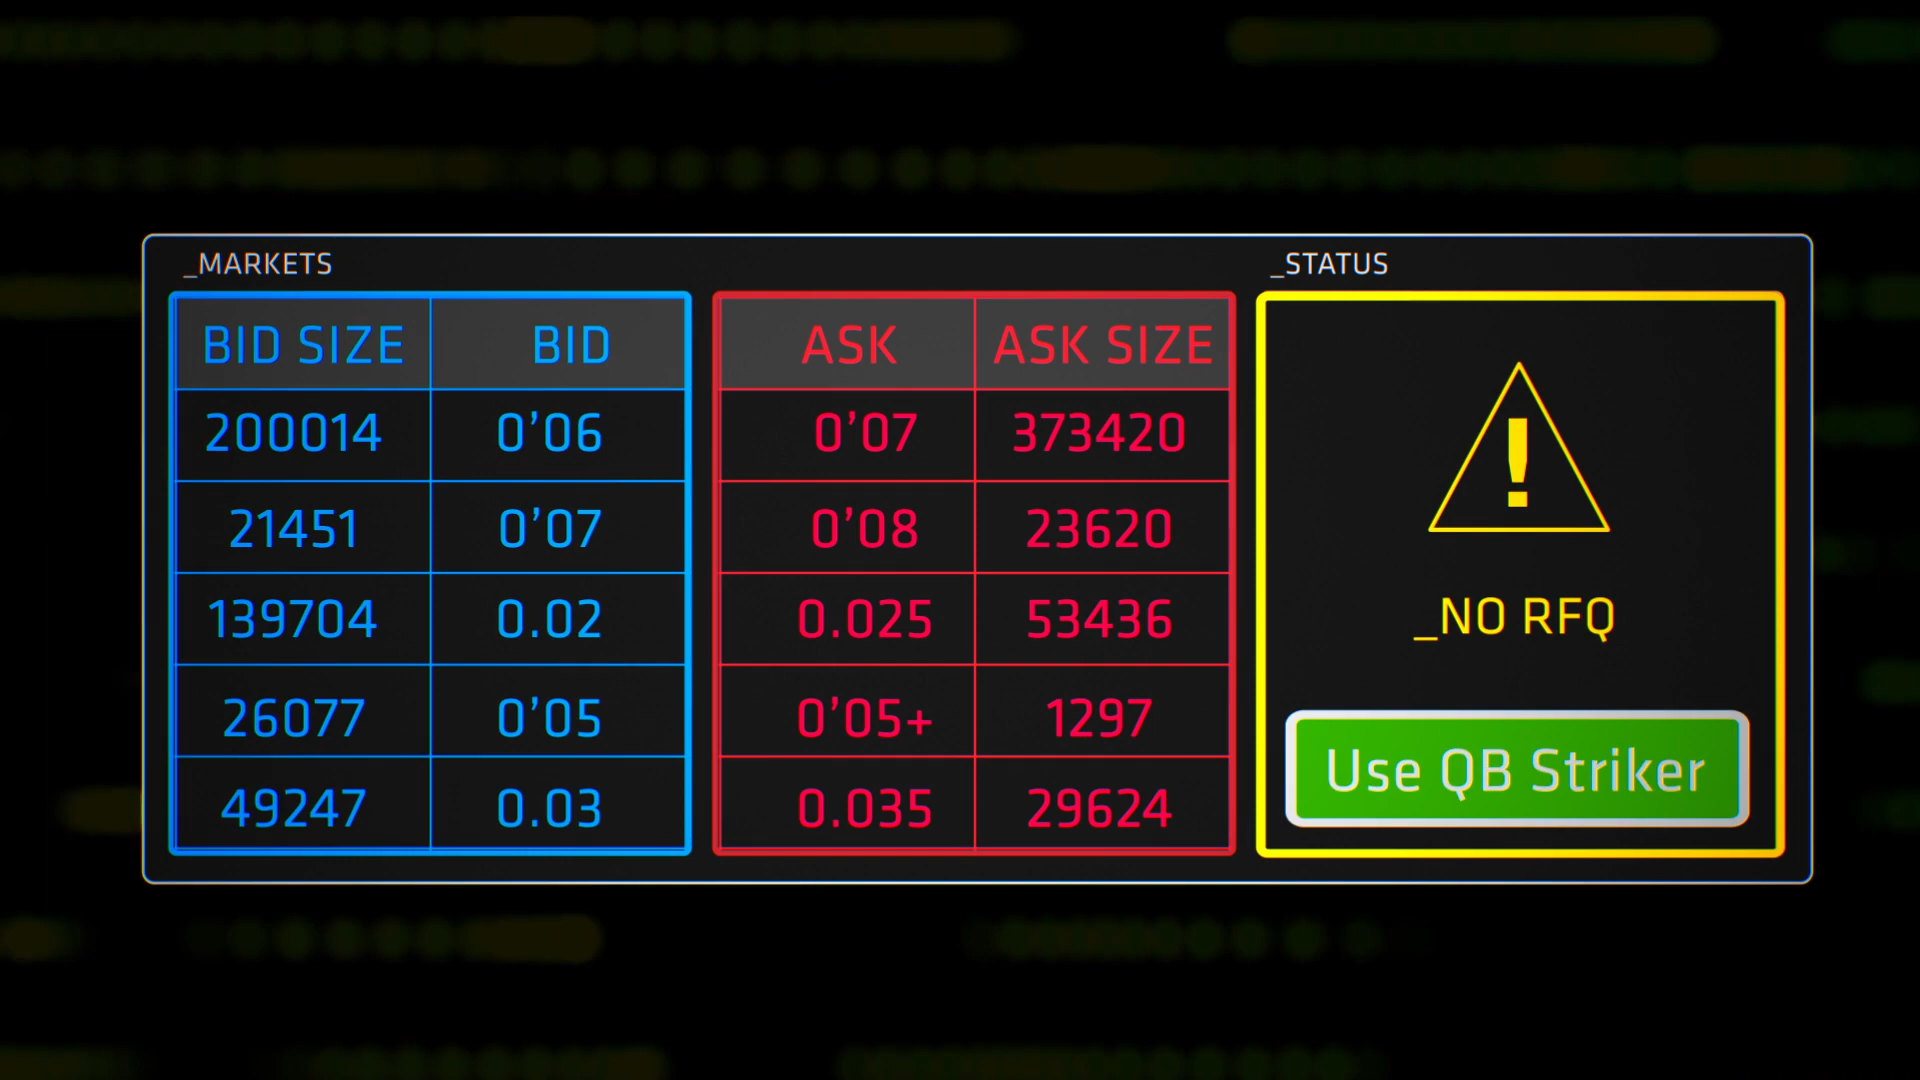 _MARKETS
_STATUS
BID SIZE BID ASK ASK SIZE
200014 0’06 0’07 373420
21451 0’07 0’08 23620
139704 0.02 0.025 53436
26077 0’05 0’05+ 1297
49247 0.03 0.035 29624
!
_NO RFQ
Use QB Striker